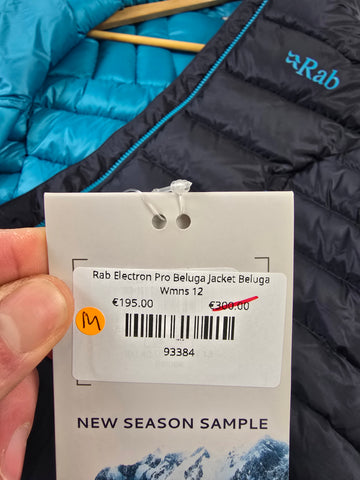 Rab
Rab Electron Pro Beluga Jacket Beluga
Wmns 12
€195.00 €300.00
M
93384
NEW SEASON SAMPLE